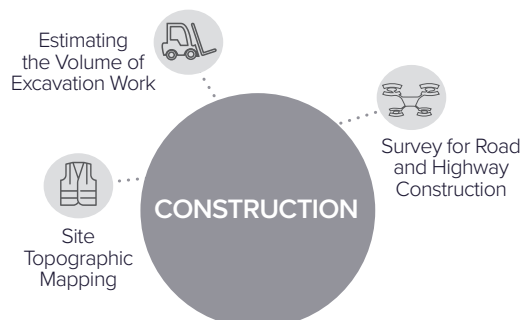 Estimating
the Volume of
Excavation Work
Survey for Road
and Highway
Construction
CONSTRUCTION
Site
Topographic
Mapping